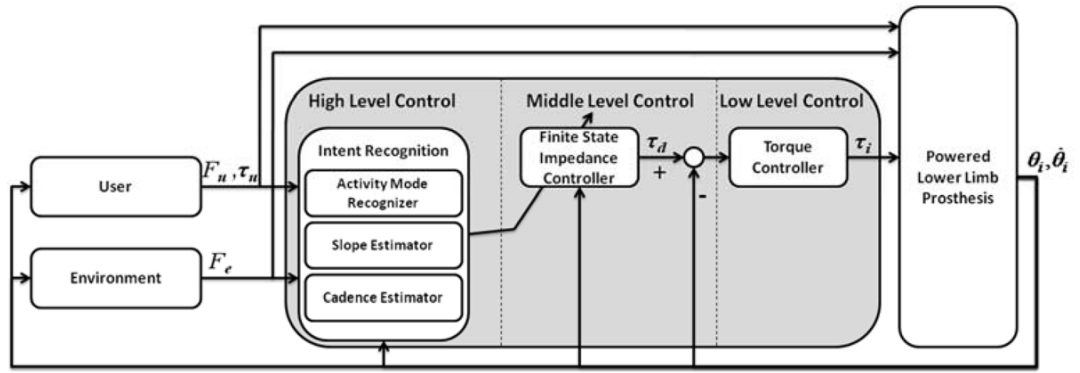 High Level Control
Middle Level Control
Low Level Control
Intent Recognition
Activity Mode
Recognizer
Slope Estimator
Cadence Estimator
Finite State
Impedance
Controller
τd
+
-
Torque
Controller
τi
User
Fu ,τu
Environment
Fe
Powered
Lower Limb
Prosthesis
θi,θ̇i